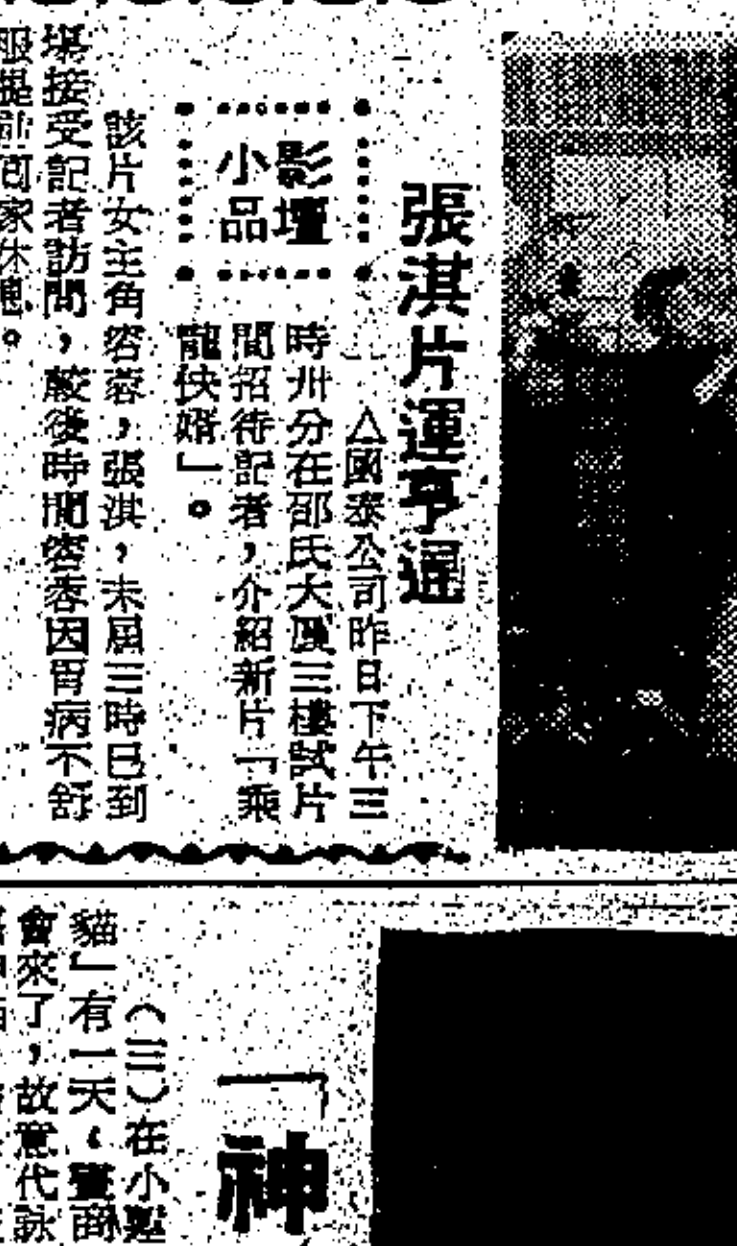 張淇片運亨通
影壇
小品
△國泰公司昨日下午三
時卅分在邵氏大厦三樓試片
間招待記者,介紹新片「乘
龍快婿」。
該片女主角容蓉,張淇,未屆三時已到
塲接受記者訪問,較後時間容蓉因胃病不舒
服提前回家休息。
「神
(三)在小
貓」有一天,商
會來了,故意代詠